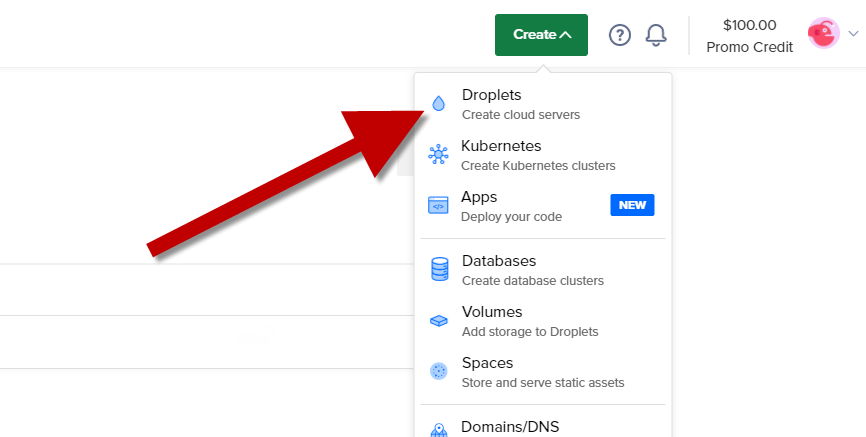 Create
$100.00
Promo Credit
Droplets
Create cloud servers
Kubernetes
Create Kubernetes clusters
Apps
Deploy your code
NEW
Databases
Create database clusters
Volumes
Add storage to Droplets
Spaces
Store and serve static assets
Domains/DNS